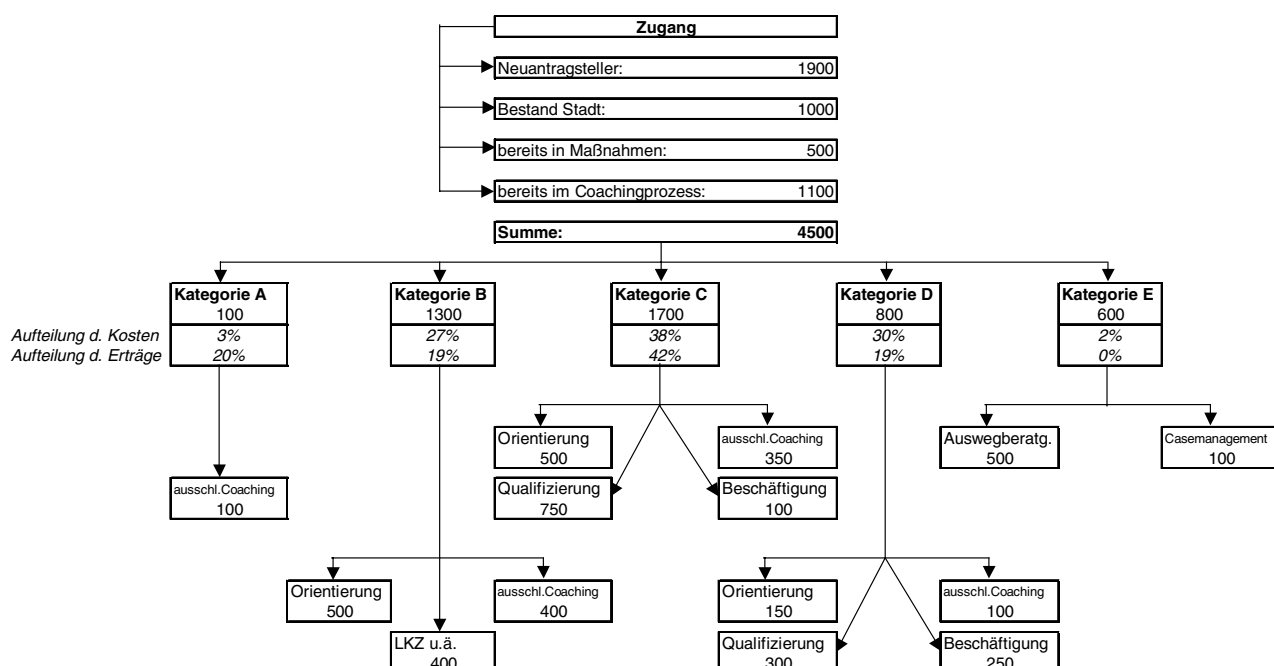 Zugang
Neuantragsteller: 1900
Bestand Stadt: 1000
bereits in Maßnahmen: 500
bereits im Coachingprozess: 1100
Summe: 4500
Kategorie A Kategorie B Kategorie C Kategorie D Kategorie E
100 1300 1700 800 600
Aufteilung d. Kosten 3% 27% 38% 30% 2%
Aufteilung d. Erträge 20% 19% 42% 19% 0%
Orientierung ausschl.Coaching Auswegberatg. Casemanagement
500 350 500 100
ausschl.Coaching Qualifizierung Beschäftigung
100 750 100
Orientierung ausschl.Coaching Orientierung ausschl.Coaching
500 400 150 100
LKZ u.ä. Qualifizierung Beschäftigung
400 300 250